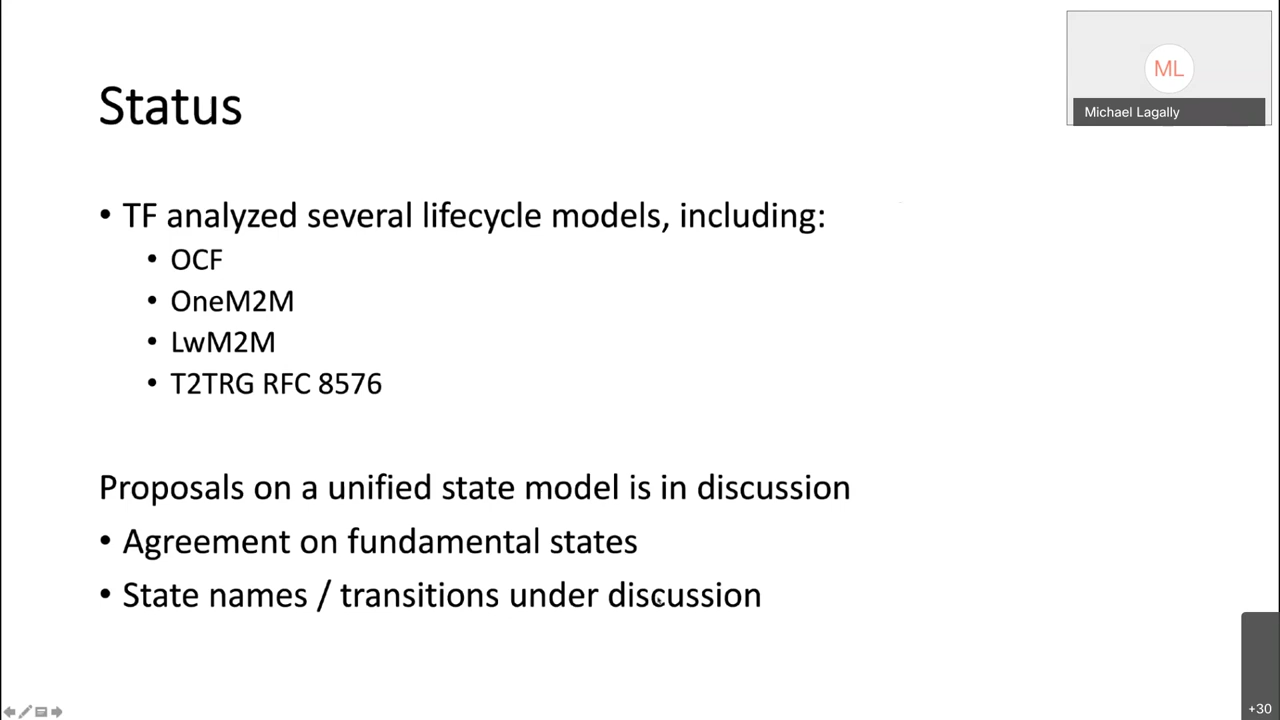 ML
Michael Lagally
Status
• TF analyzed several lifecycle models, including:
• OCF
• OneM2M
• LwM2M
• T2TRG RFC 8576
Proposals on a unified state model is in discussion
• Agreement on fundamental states
• State names / transitions under discussion
+30